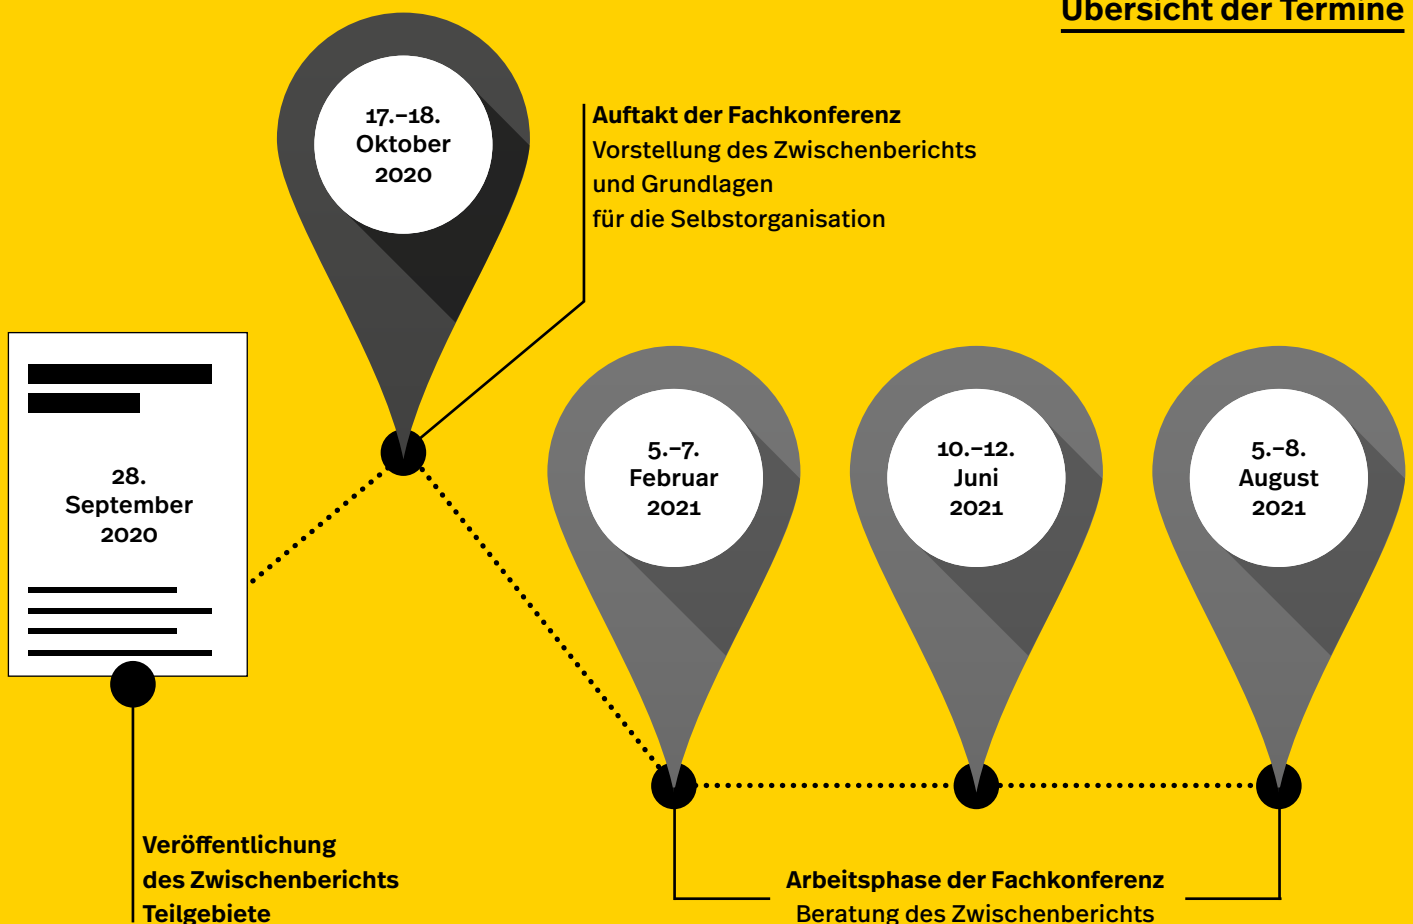 Übersicht der Termine
17.–18.
Oktober
2020
Auftakt der Fachkonferenz
Vorstellung des Zwischenberichts
und Grundlagen
für die Selbstorganisation
28.
September
2020
5.–7.
Februar
2021
10.–12.
Juni
2021
5.–8.
August
2021
Veröffentlichung
des Zwischenberichts
Teilgebiete
Arbeitsphase der Fachkonferenz
Beratung des Zwischenberichts